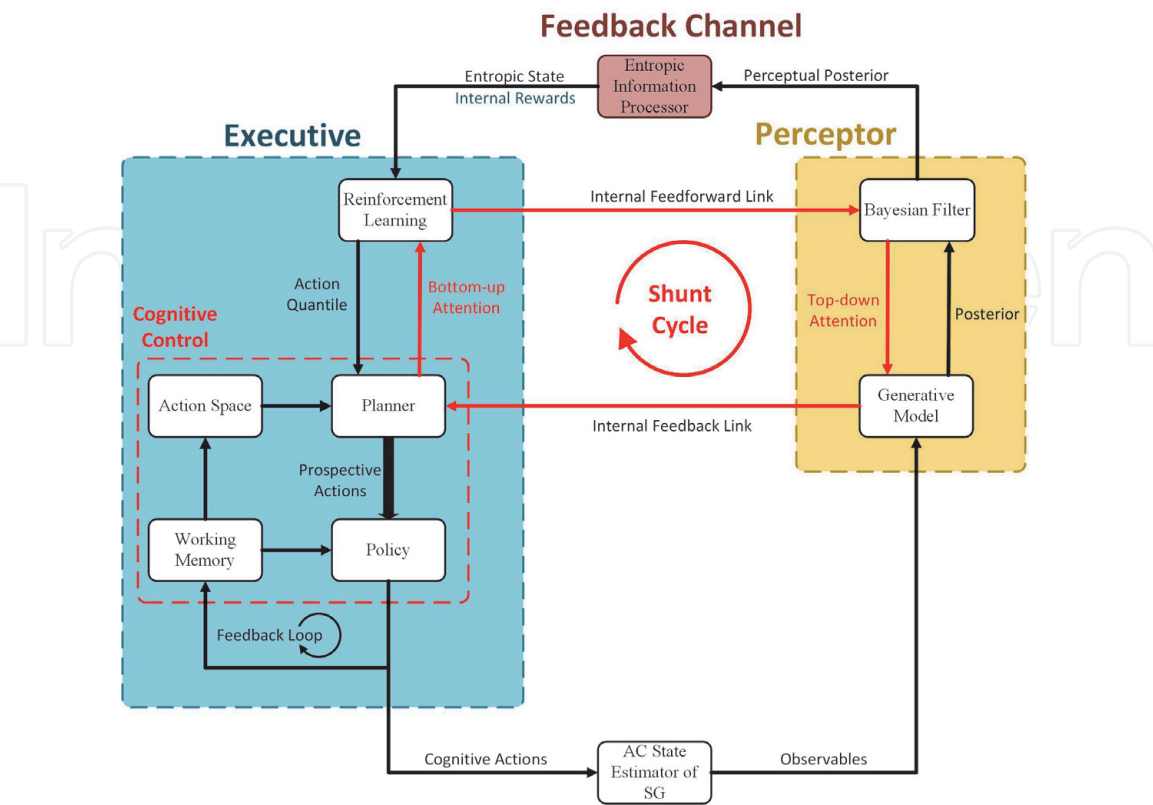 Feedback Channel
Entropic State
Internal Rewards
Entropic
Information
Processor
Perceptual Posterior
Executive
Perceptor
Reinforcement
Learning
Internal Feedforward Link
Bayesian Filter
Action
Quantile
Bottom-up
Attention
Shunt
Cycle
Top-down
Attention
Posterior
Cognitive
Control
Action Space
Planner
Generative
Model
Internal Feedback Link
Prospective
Actions
Working
Memory
Policy
Feedback Loop
Cognitive Actions
AC State
Estimator of
SG
Observables